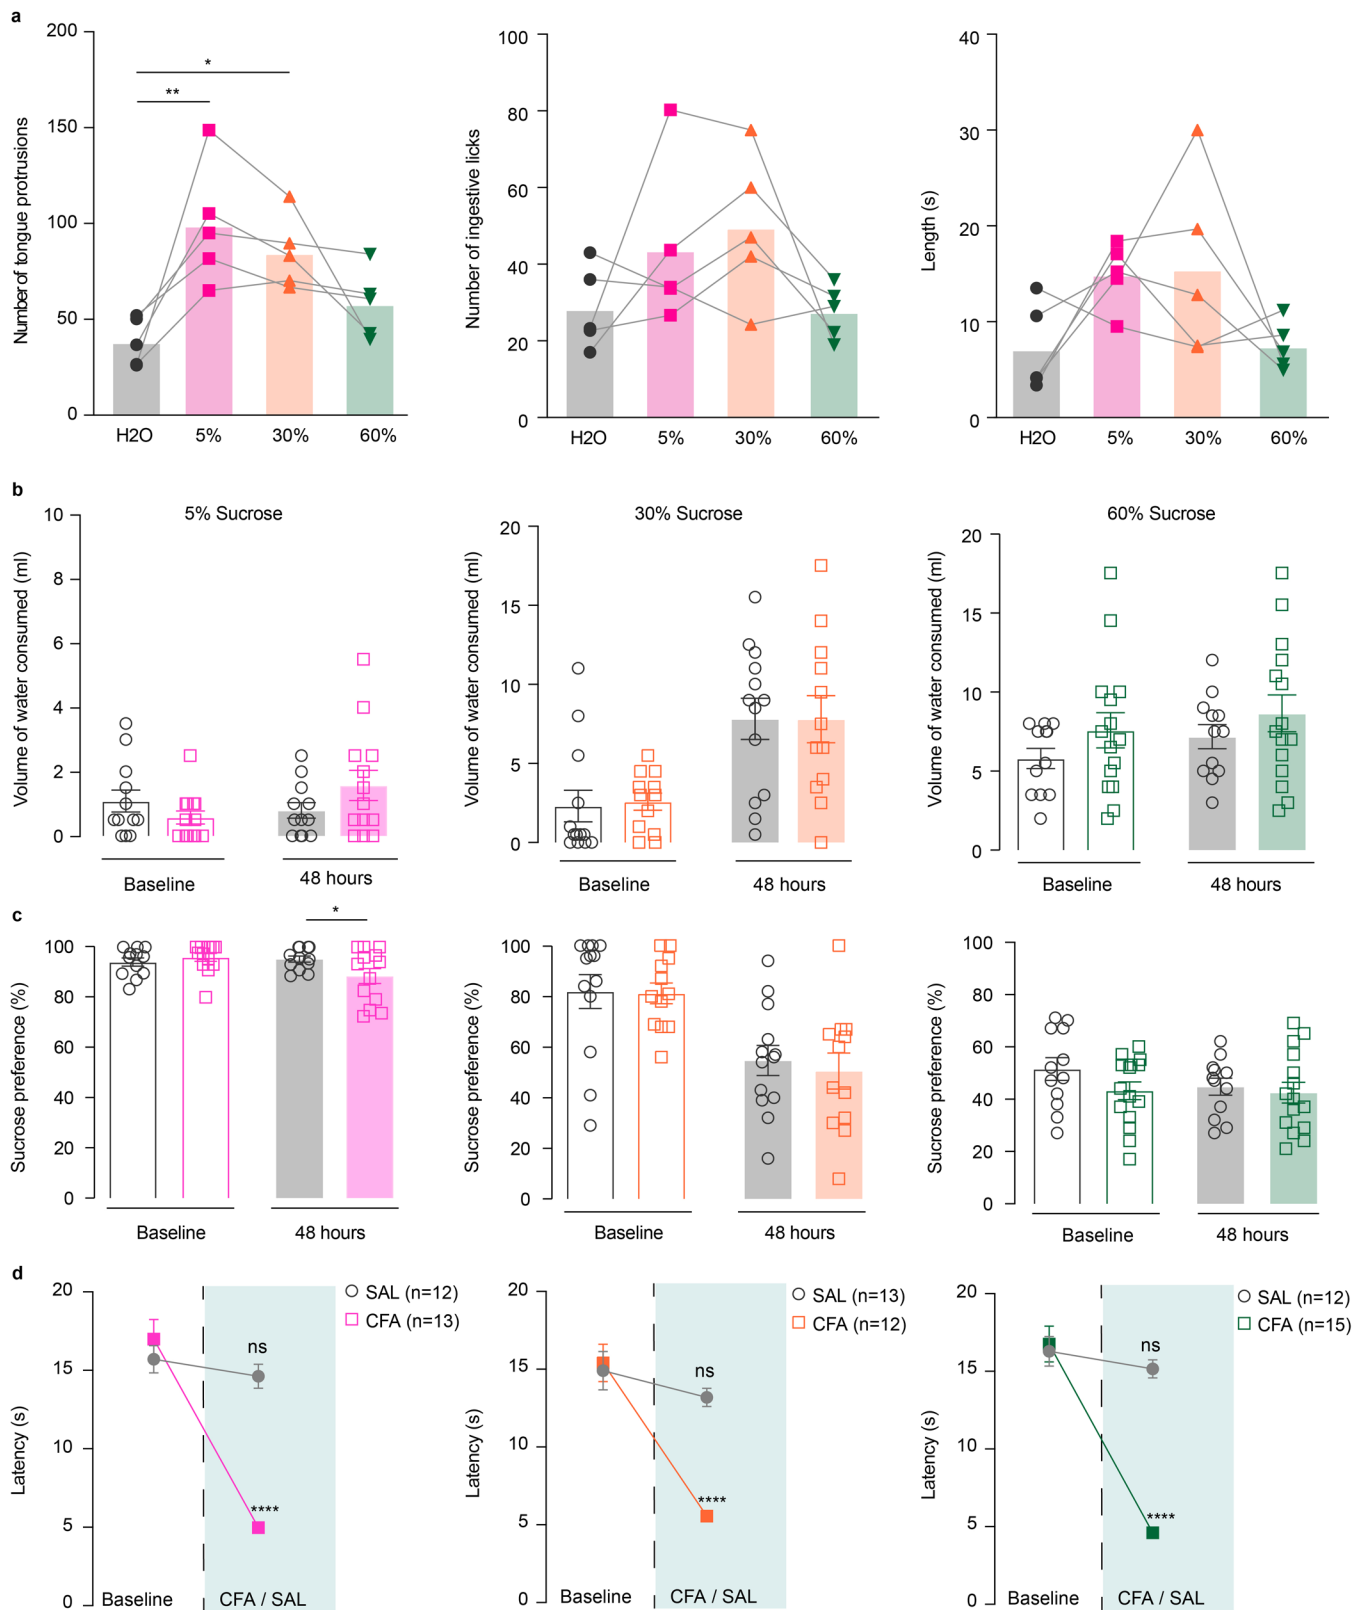 a
200
150
100
50
0
Number of tongue protrusions
*
**
H2O 5% 30% 60%
100
80
60
40
20
0
Number of ingestive licks
H2O 5% 30% 60%
40
30
20
10
0
Length (s)
H2O 5% 30% 60%
b
5% Sucrose
10
8
6
4
2
0
Volume of water consumed (ml)
Baseline
48 hours
30% Sucrose
20
15
10
5
0
Volume of water consumed (ml)
Baseline
48 hours
60% Sucrose
20
15
10
5
0
Volume of water consumed (ml)
Baseline
48 hours
c
*
100
80
60
40
20
0
Sucrose preference (%)
Baseline
48 hours
100
80
60
40
20
0
Sucrose preference (%)
Baseline
48 hours
100
80
60
40
20
0
Sucrose preference (%)
Baseline
48 hours
d
20
15
10
5
0
Latency (s)
SAL (n=12)
CFA (n=13)
ns
****
Baseline
CFA / SAL
20
15
10
5
0
Latency (s)
SAL (n=13)
CFA (n=12)
ns
****
Baseline
CFA / SAL
20
15
10
5
0
Latency (s)
SAL (n=12)
CFA (n=15)
ns
****
Baseline
CFA / SAL